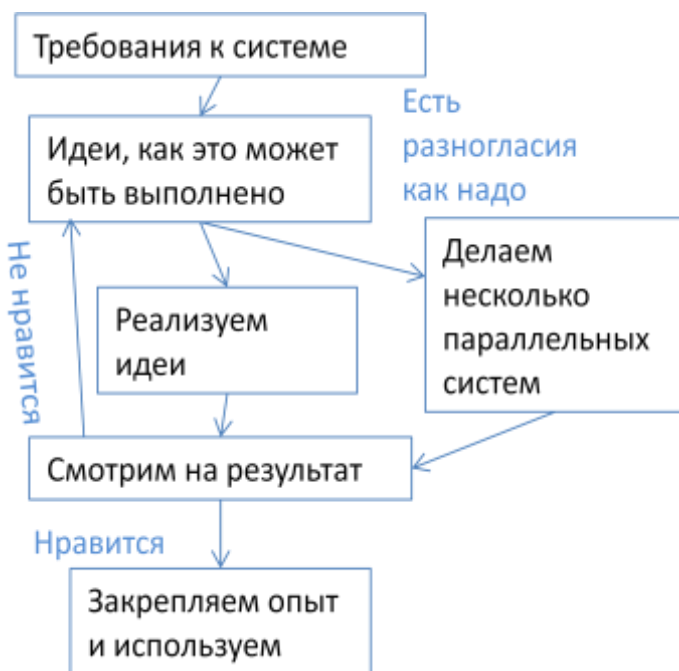 Требования к системе
Есть
разногласия
как надо
Идеи, как это может
быть выполнено
Делаем
несколько
параллельных
систем
Не нравится
Реализуем
идеи
Смотрим на результат
Нравится
Закрепляем опыт
и используем